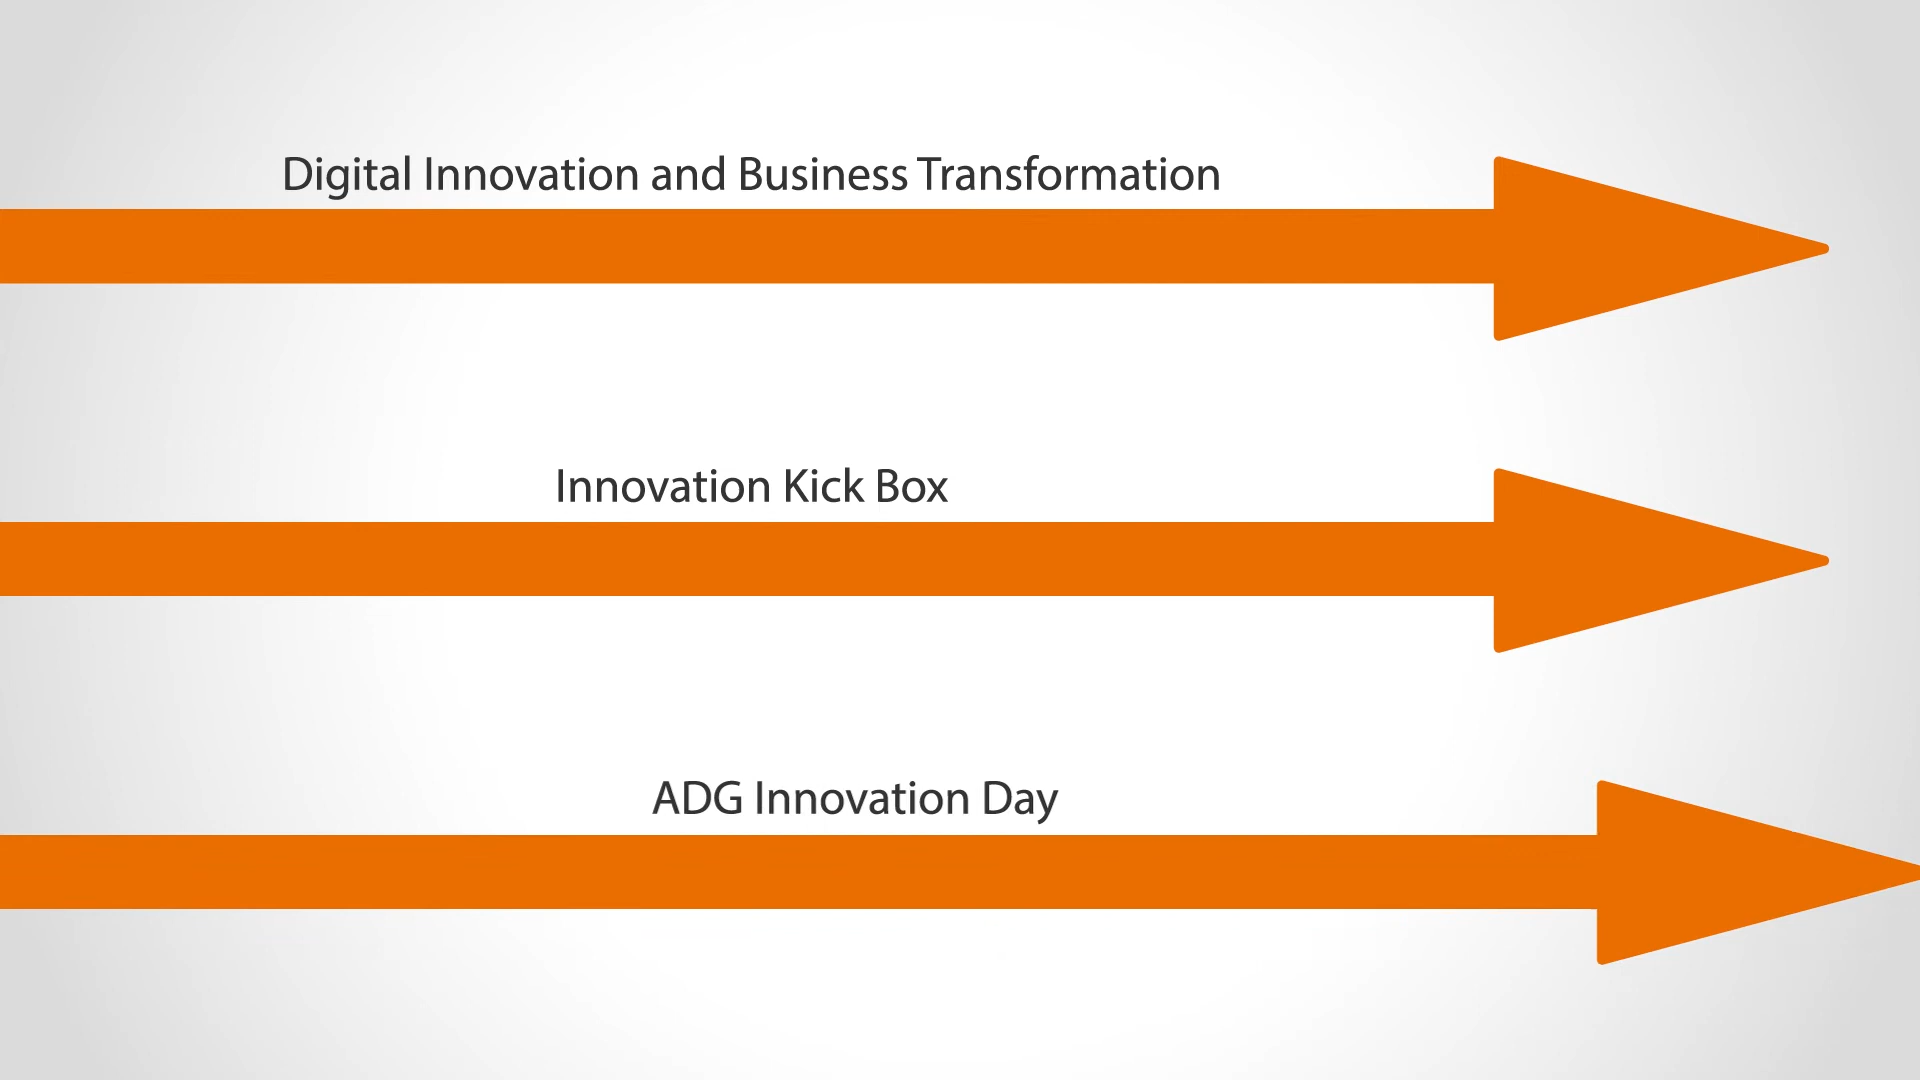 Digital Innovation and Business Transformation
Innovation Kick Box
ADG Innovation Day